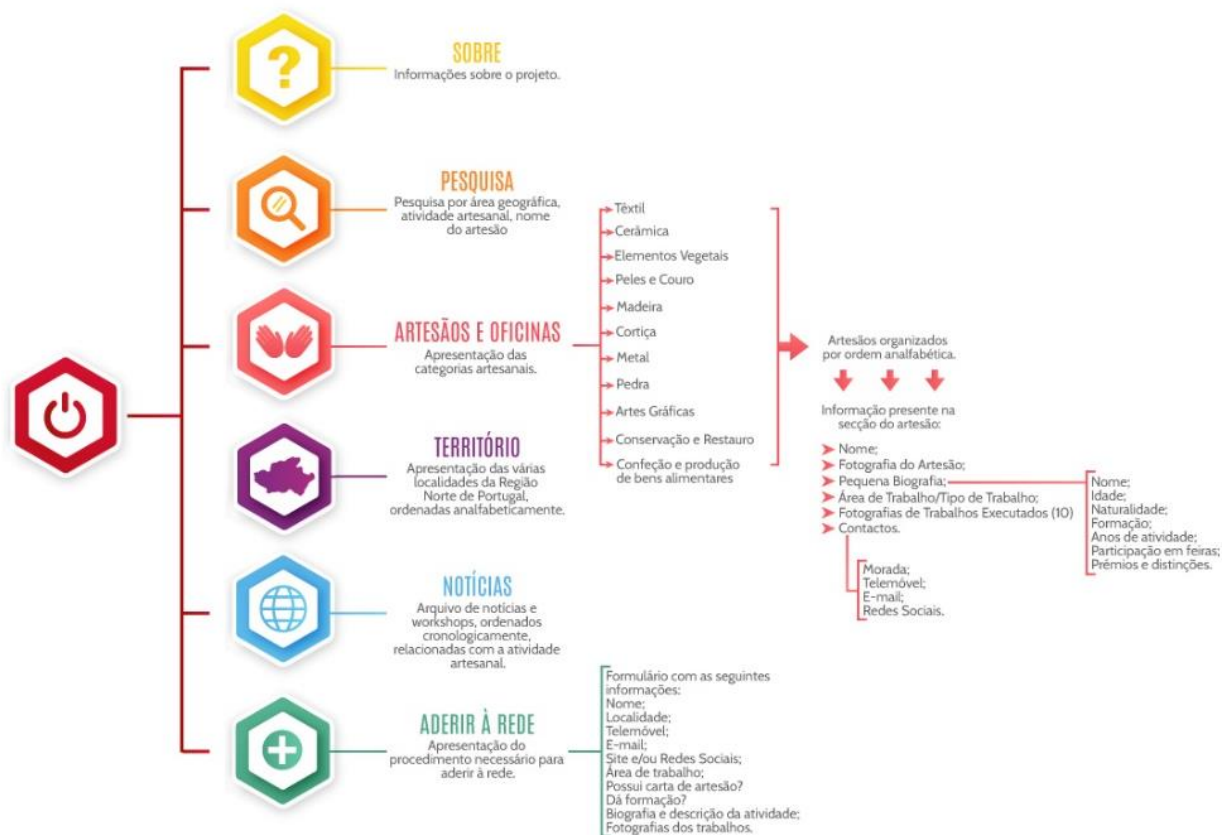 SOBRE
Informações sobre o projeto.
PESQUISA
Pesquisa por área geográfica,
atividade artesanal, nome
do artesão
ARTESÃOS E OFICINAS
Apresentação das
categorias artesanais.
Têxtil
Cerâmica
Elementos Vegetais
Peles e Couro
Madeira
Cortiça
Metal
Pedra
Artes Gráficas
Conservação e Restauro
Confeção e produção
de bens alimentares
Artesãos organizados
por ordem analfabética.
Informação presente na
secção do artesão:
Nome;
Fotografia do Artesão;
Pequena Biografia;
Área de Trabalho/Tipo de Trabalho;
Fotografias de Trabalhos Executados (10)
Contactos.
Nome;
Idade;
Naturalidade;
Formação;
Anos de atividade;
Participação em feiras;
Prémios e distinções.
Morada;
Telemóvel;
E-mail;
Redes Sociais.
TERRITÓRIO
Apresentação das várias
localidades da Região
Norte de Portugal,
ordenadas analfabeticamente.
NOTÍCIAS
Arquivo de notícias e
workshops, ordenados
cronologicamente,
relacionadas com a atividade
artesanal.
ADERIR À REDE
Apresentação do
procedimento necessário para
aderir à rede.
Formulário com as seguintes
informações:
Nome;
Localidade;
Telemóvel;
E-mail;
Site e/ou Redes Sociais;
Área de trabalho;
Possui carta de artesão?
Dá formação?
Biografia e descrição da atividade;
Fotografias dos trabalhos.